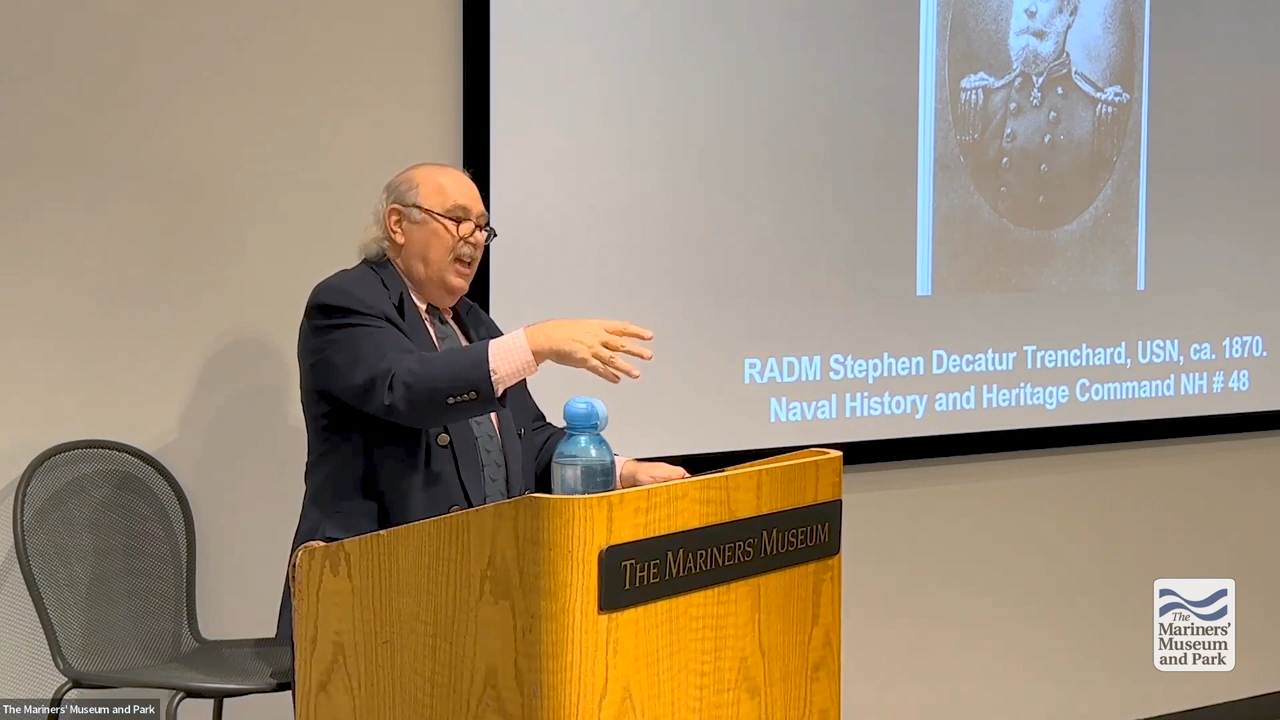 RADM Stephen Decatur Trenchard, USN, ca. 1870.
Naval History and Heritage Command NH # 48
THE MARINERS' MUSEUM
The
Mariners'
Museum
and Park
The Mariners' Museum and Park